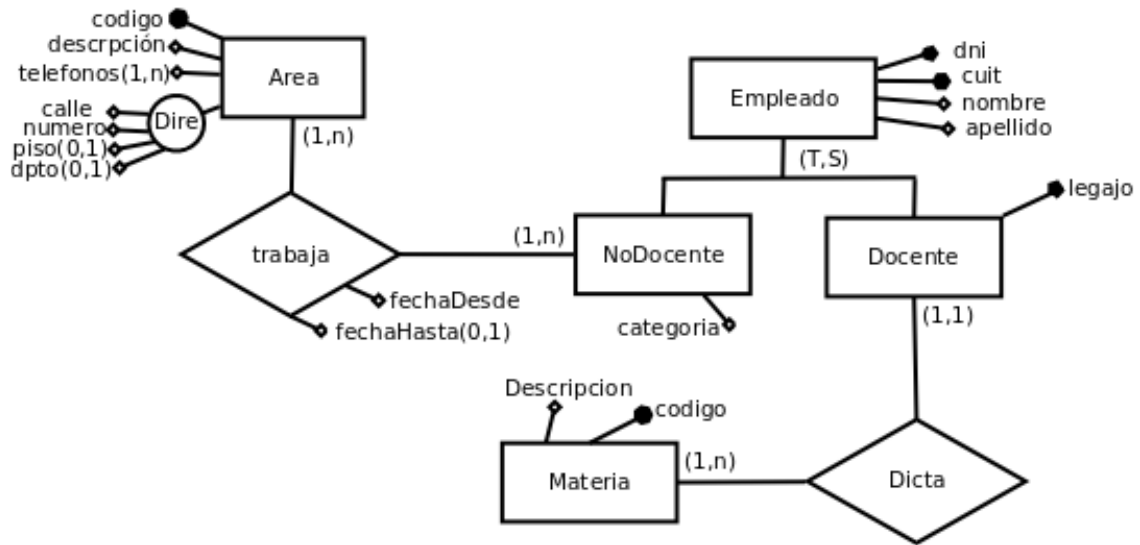 codigo
descrpción
telefonos(1,n)
Area
calle
numero
piso(0,1)
dpto(0,1)
Dire
(1,n)
dni
cuit
nombre
apellido
Empleado
(T,S)
legajo
trabaja
(1,n)
NoDocente
Docente
fechaDesde
fechaHasta(0,1)
categoria
(1,1)
Descripcion
codigo
Materia
(1,n)
Dicta